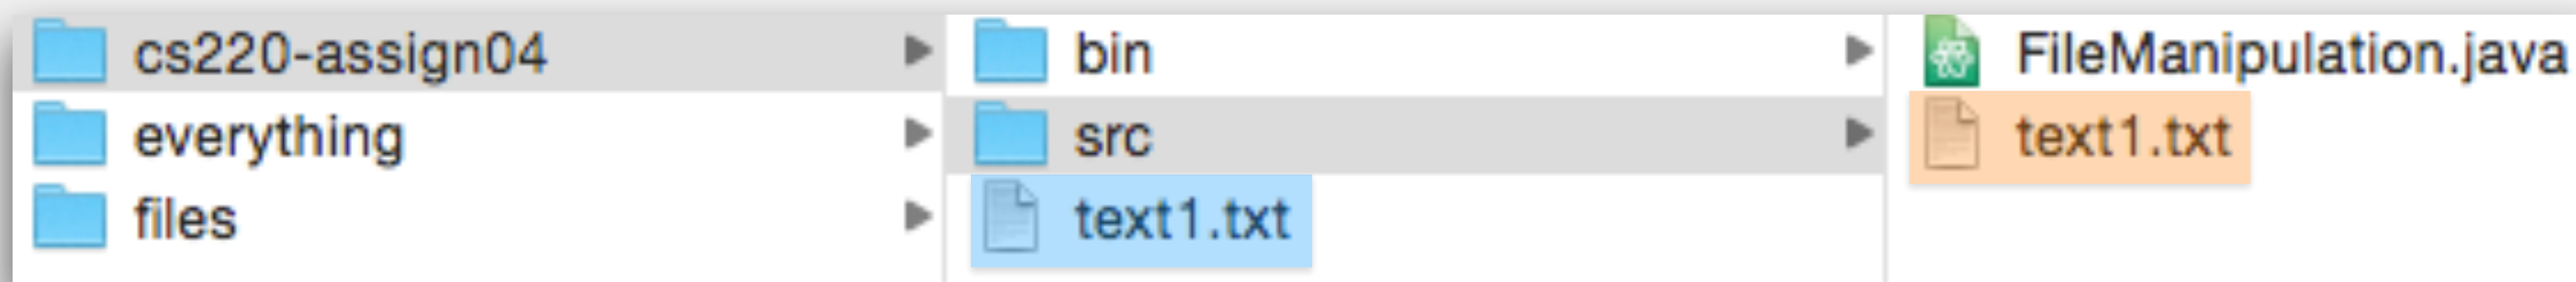 cs220-assign04
everything
files
bin
src
text1.txt
FileManipulation.java
text1.txt